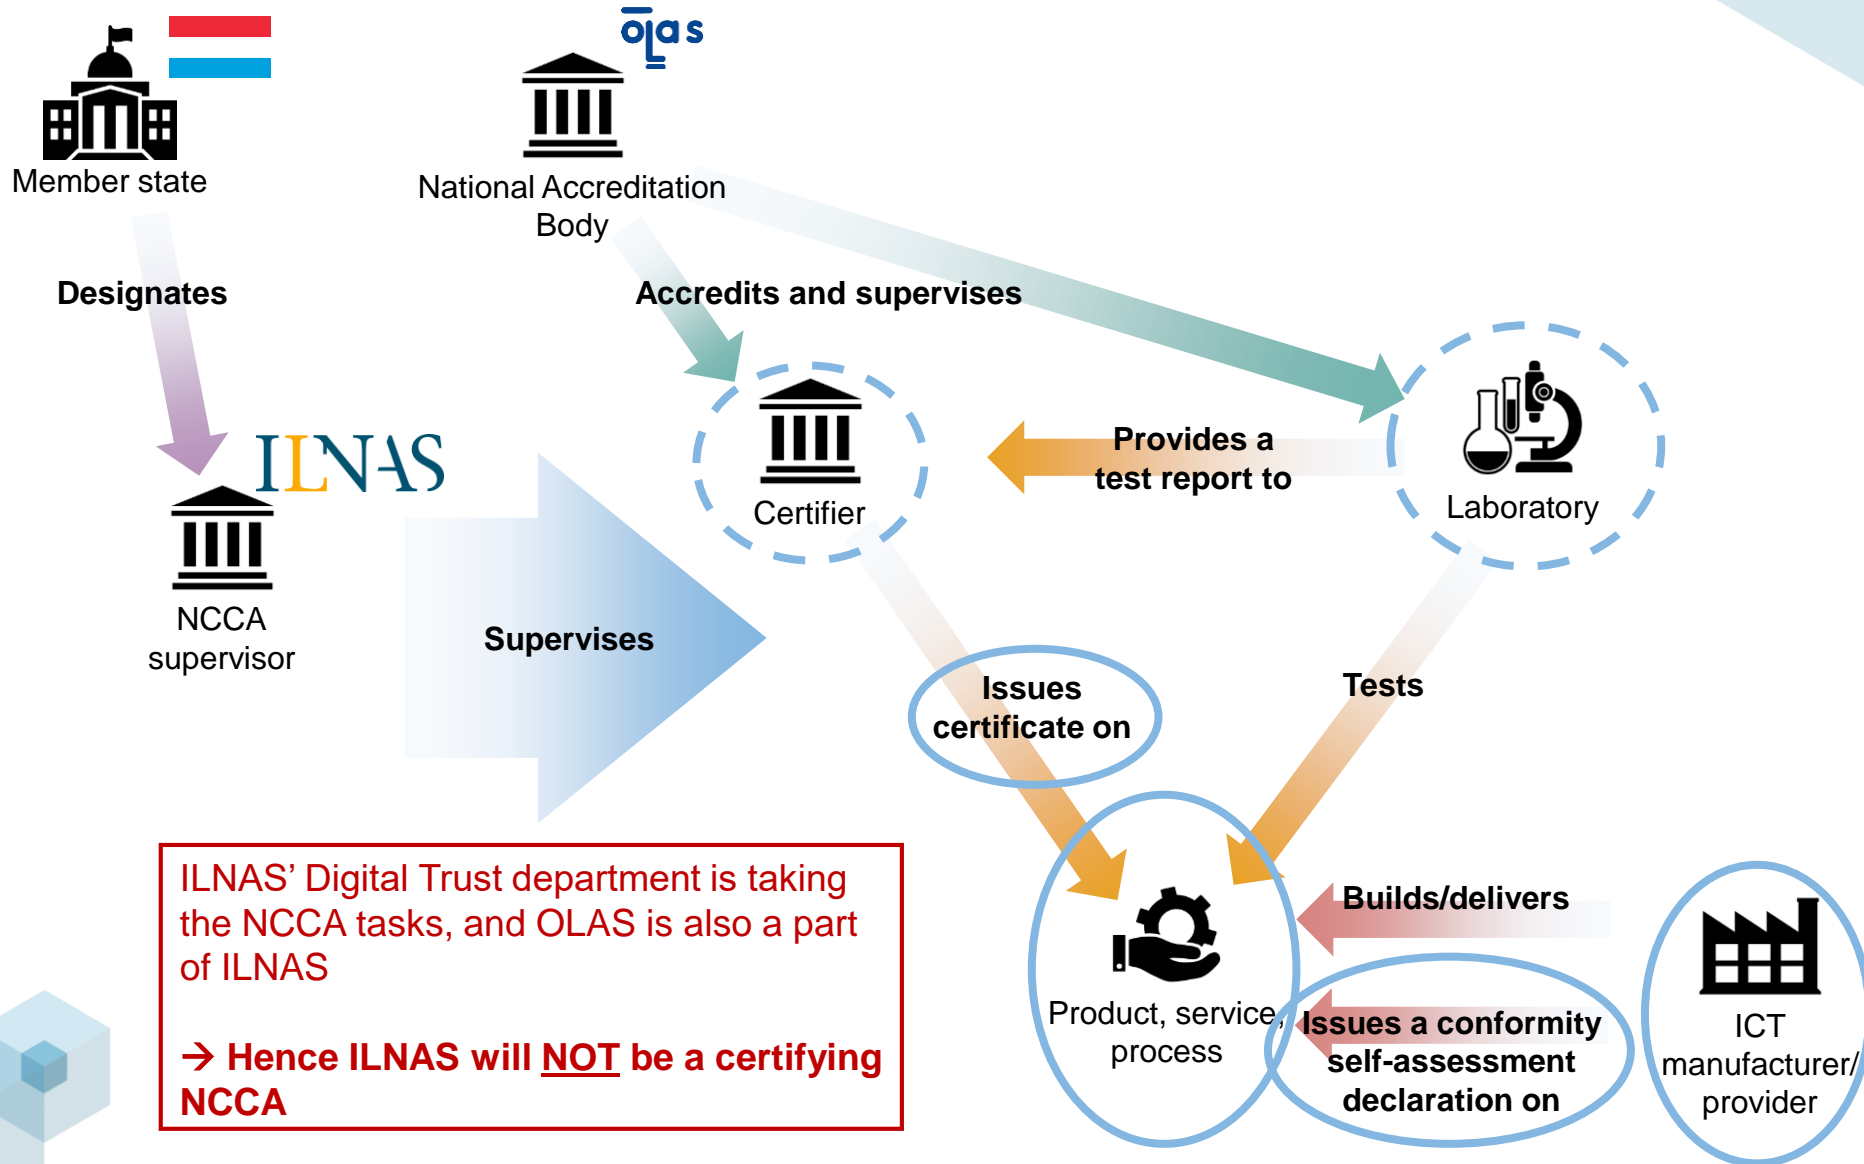 olas
Member state
National Accreditation
Body
Designates
Accredits and supervises
ILNAS
NCCA
supervisor
Certifier
Provides a
test report to
Laboratory
Supervises
Issues
certificate on
Tests
ILNAS’ Digital Trust department is taking
the NCCA tasks, and OLAS is also a part
of ILNAS
→ Hence ILNAS will NOT be a certifying
NCCA
Builds/delivers
Product, service,
process
Issues a conformity
self-assessment
declaration on
ICT
manufacturer/
provider